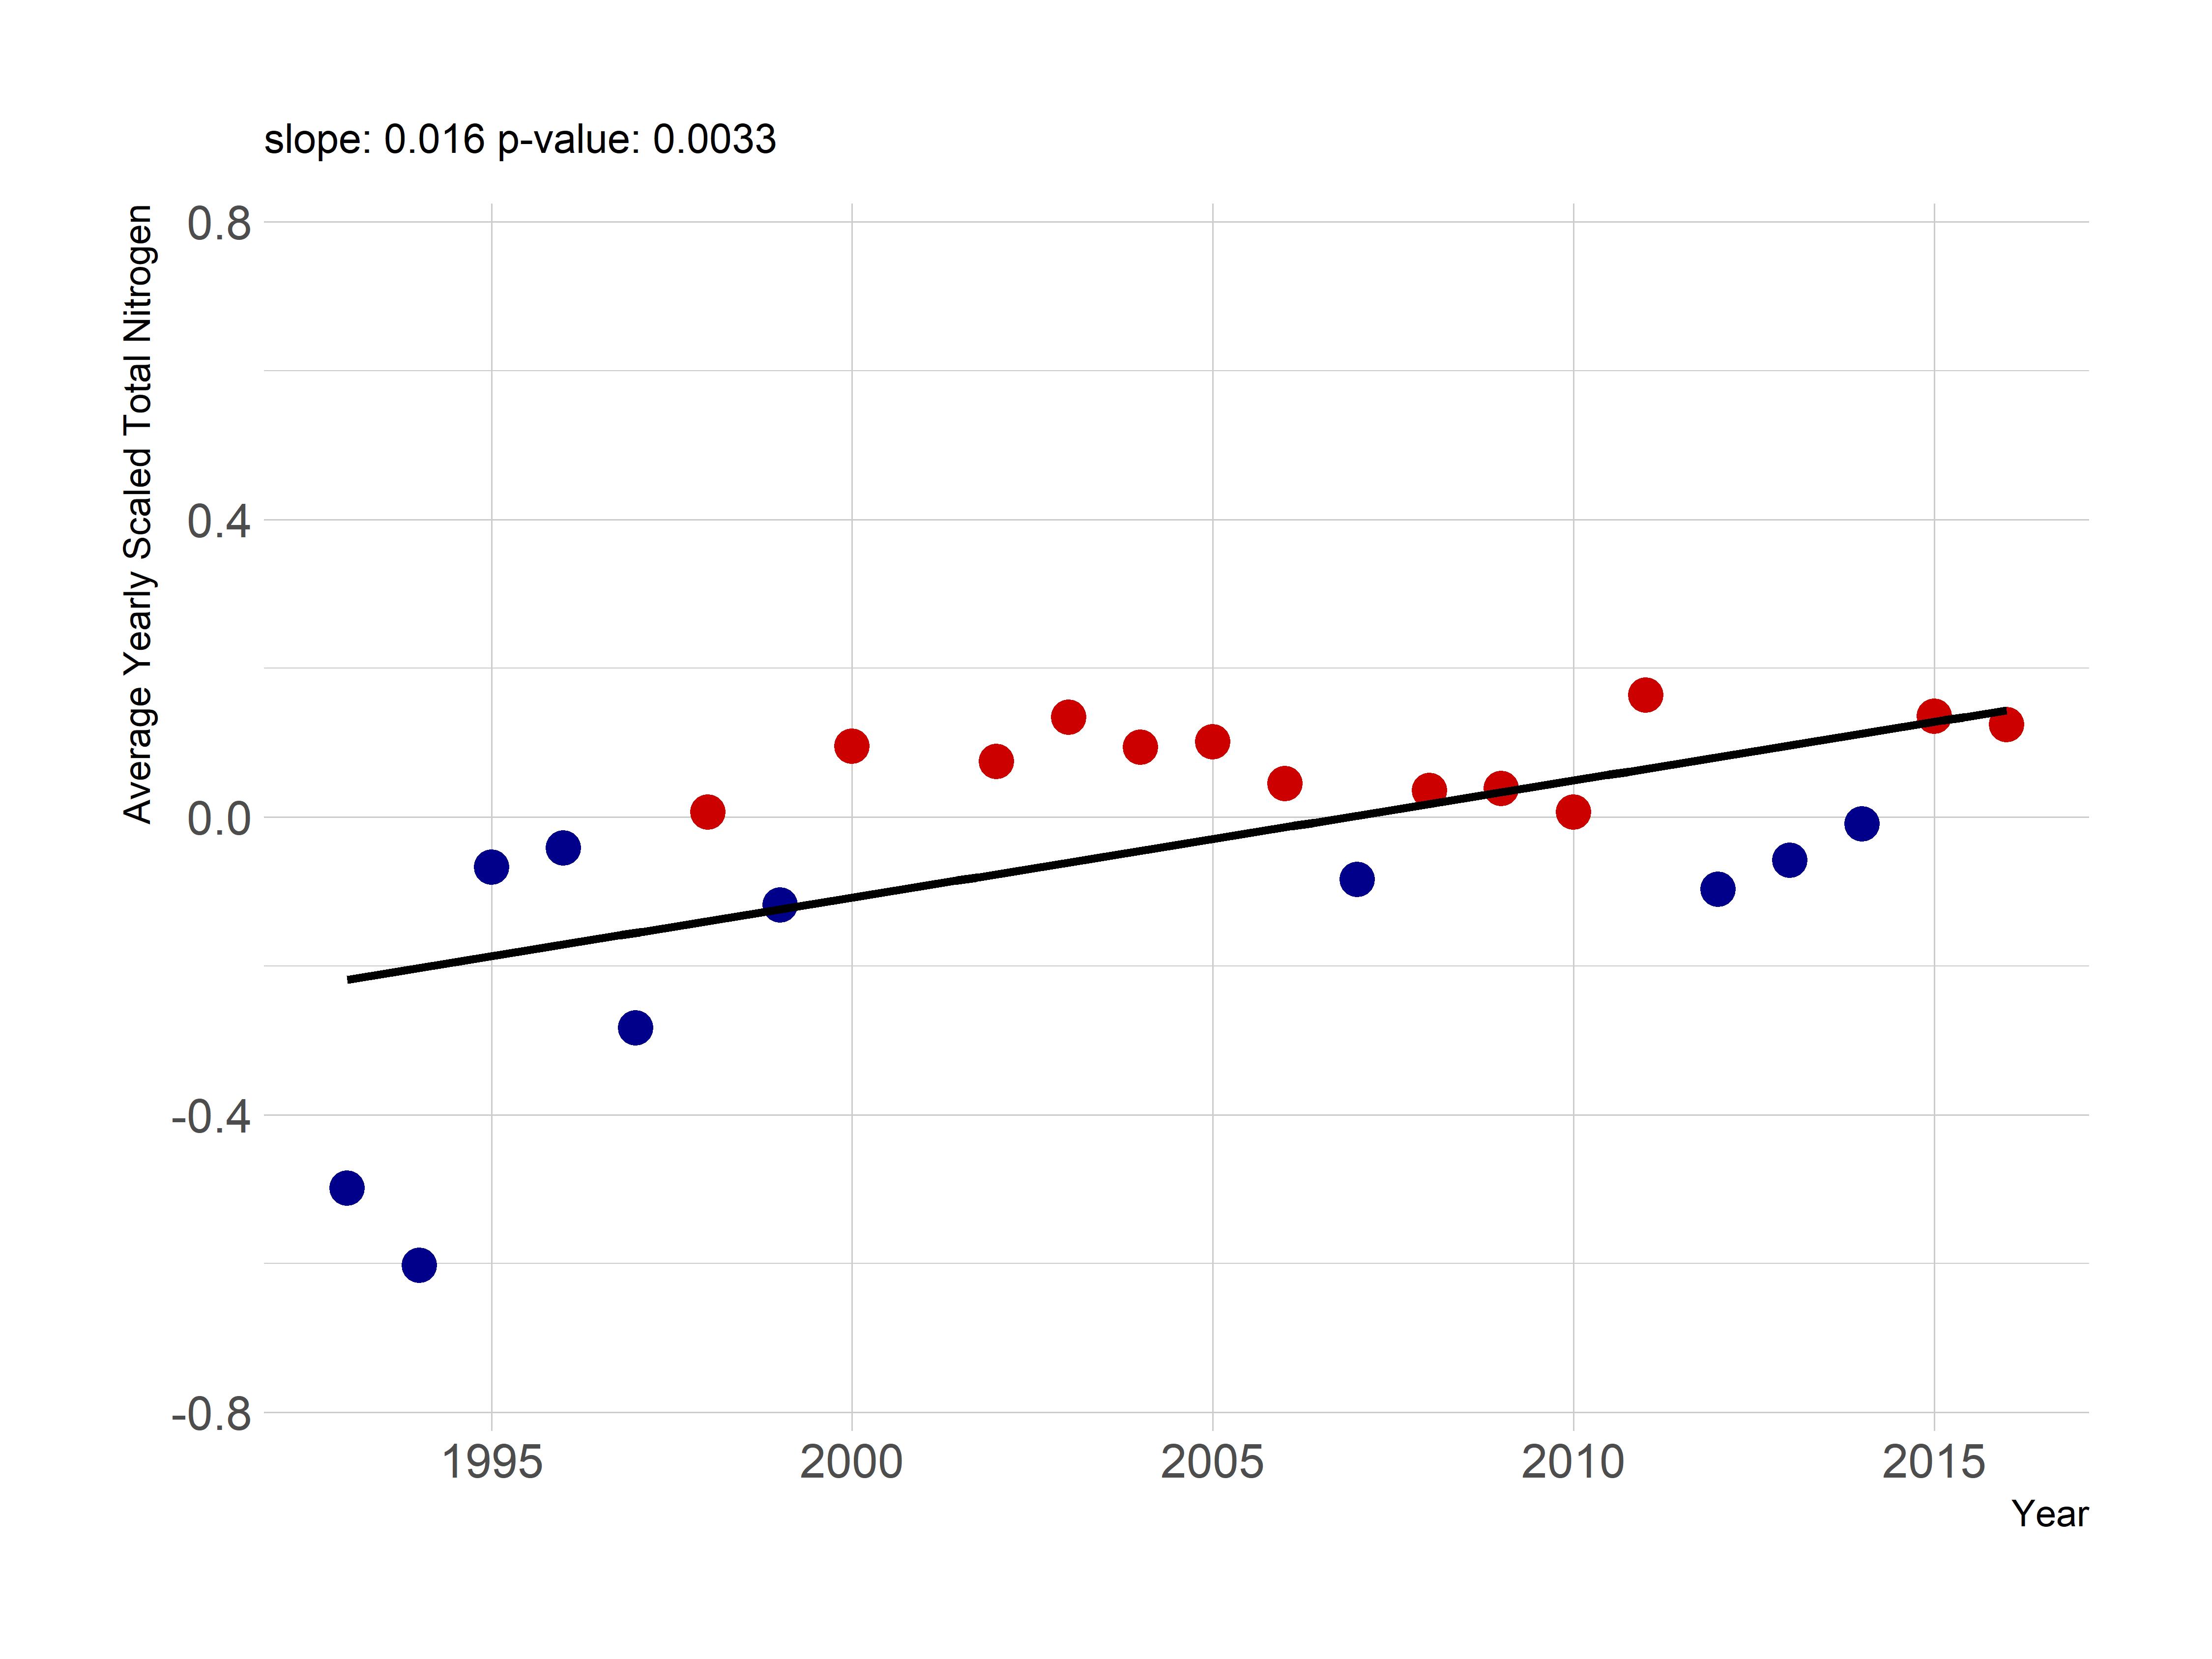 slope: 0.016 p-value: 0.0033
Average Yearly Scaled Total Nitrogen
0.8
0.4
0.0
-0.4
-0.8
1995 2000 2005 2010 2015
Year